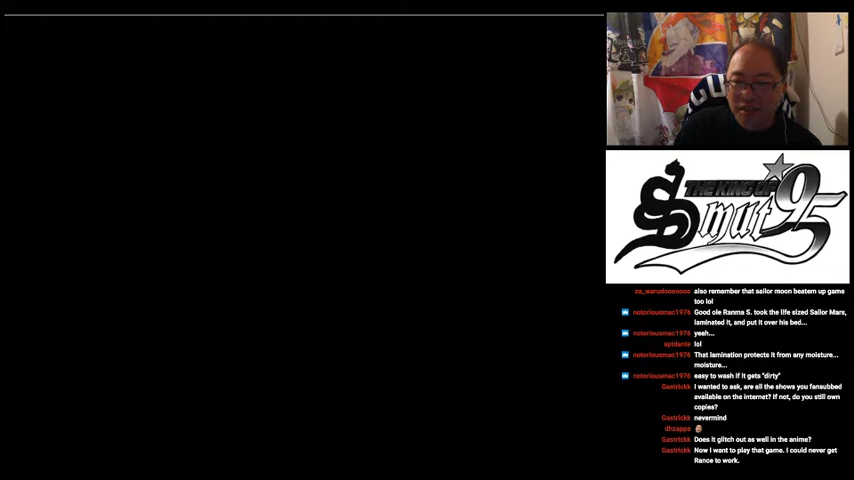 THE KING OF
Smut 95
za_warudooooooo also remember that sailor moon beatem up game
too lol
notoriousmac1976 Good ole Ranma S. took the life sized Sailor Mars,
laminated it, and put it over his bed...
notoriousmac1976 yeah...
sptdante lol
notoriousmac1976 That lamination protects it from any moisture...
moisture...
notoriousmac1976 easy to wash if it gets "dirty"
Gastrickk I wanted to ask, are all the shows you fansubbed
available on the internet? If not, do you still own
copies?
Gastrickk nevermind
dhzappa
Gastrickk Does it glitch out as well in the anime?
Gastrickk Now I want to play that game. I could never get
Rance to work.